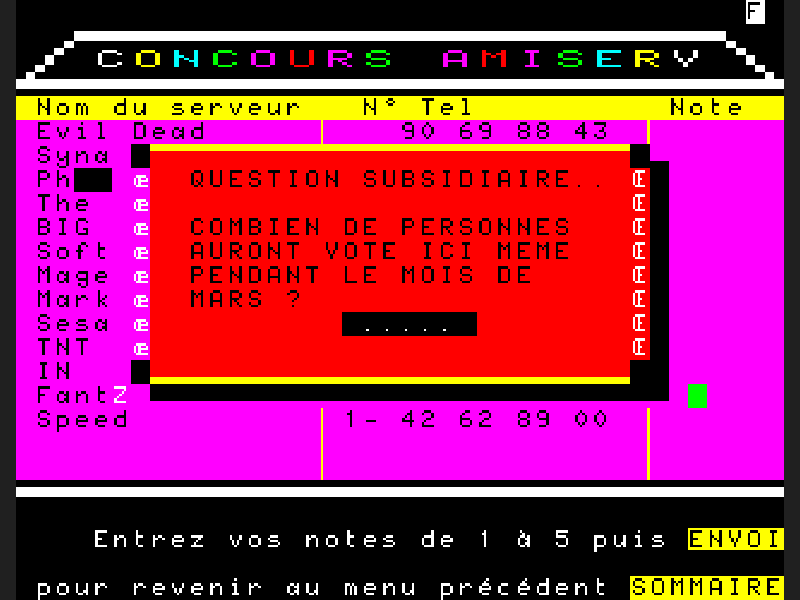 F
CONCOURS AMISERV
Nom du serveur N° Tel Note
Evil Dead 90 69 88 43
Syna
Ph œ QUESTION SUBSIDIAIRE.. Œ
The œ Œ
BIG œ COMBIEN DE PERSONNES Œ
Soft œ AURONT VOTE ICI MEME Œ
Mage œ PENDANT LE MOIS DE Œ
Mark œ MARS ? Œ
Sesa œ ..... Œ
TNT œ Œ
IN
FantZ
Speed 1- 42 62 89 00
Entrez vos notes de 1 à 5 puis ENVOI
pour revenir au menu précédent SOMMAIRE